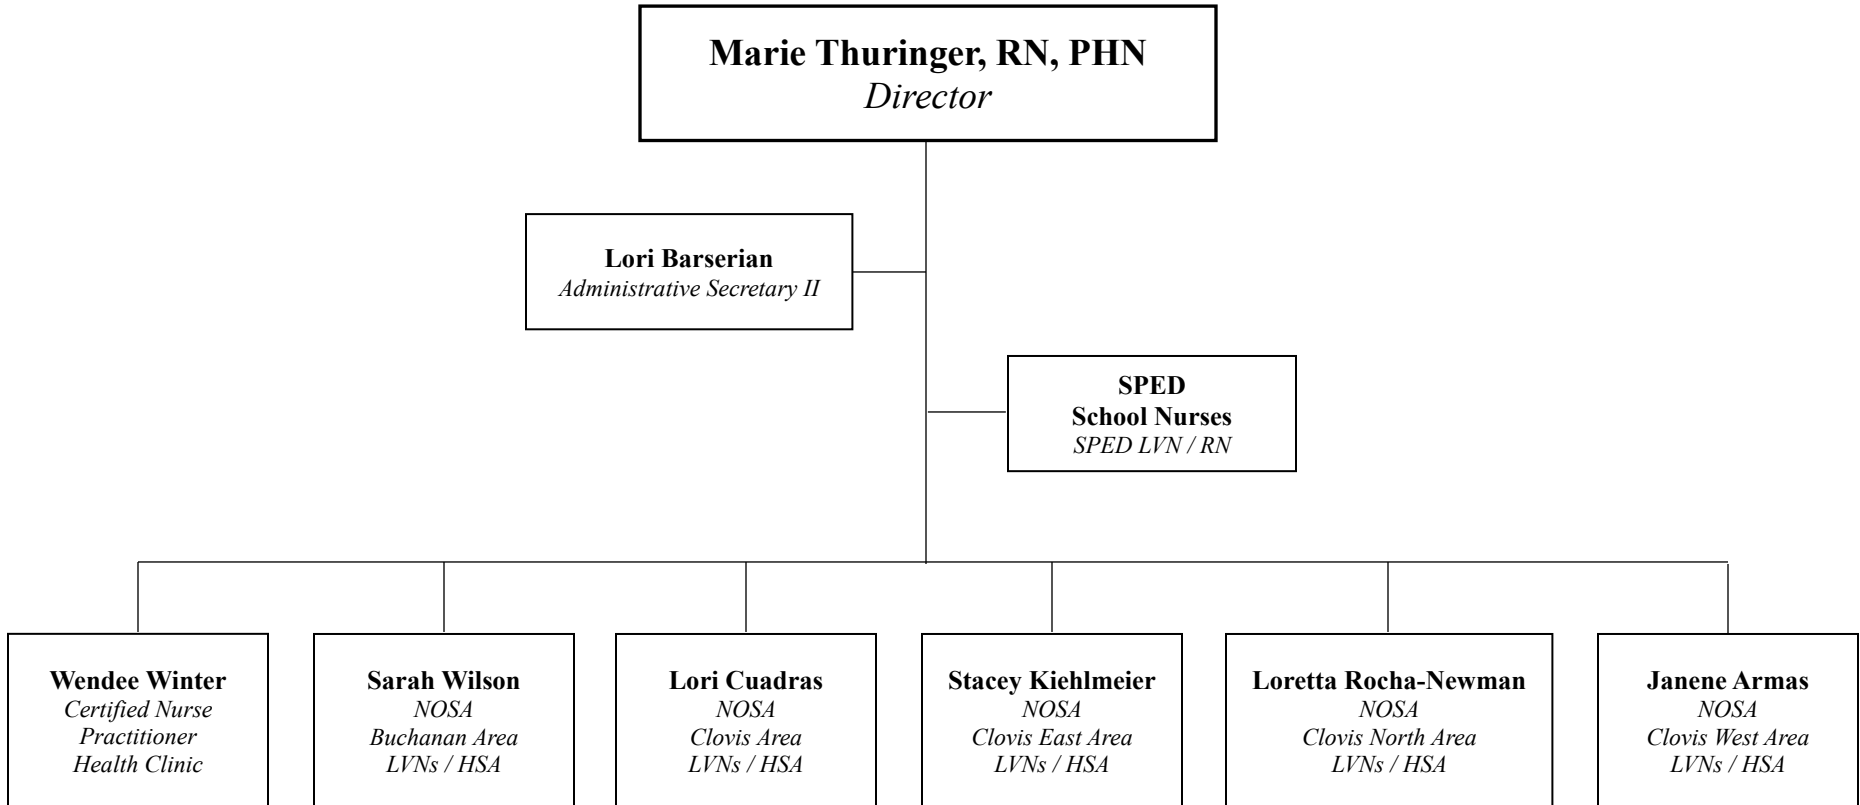 Marie Thuringer, RN, PHN
Director
Lori Barserian
Administrative Secretary II
SPED
School Nurses
SPED LVN / RN
Wendee Winter
Certified Nurse
Practitioner
Health Clinic
Sarah Wilson
NOSA
Buchanan Area
LVNs / HSA
Lori Cuadras
NOSA
Clovis Area
LVNs / HSA
Stacey Kiehlmeier
NOSA
Clovis East Area
LVNs / HSA
Loretta Rocha-Newman
NOSA
Clovis North Area
LVNs / HSA
Janene Armas
NOSA
Clovis West Area
LVNs / HSA